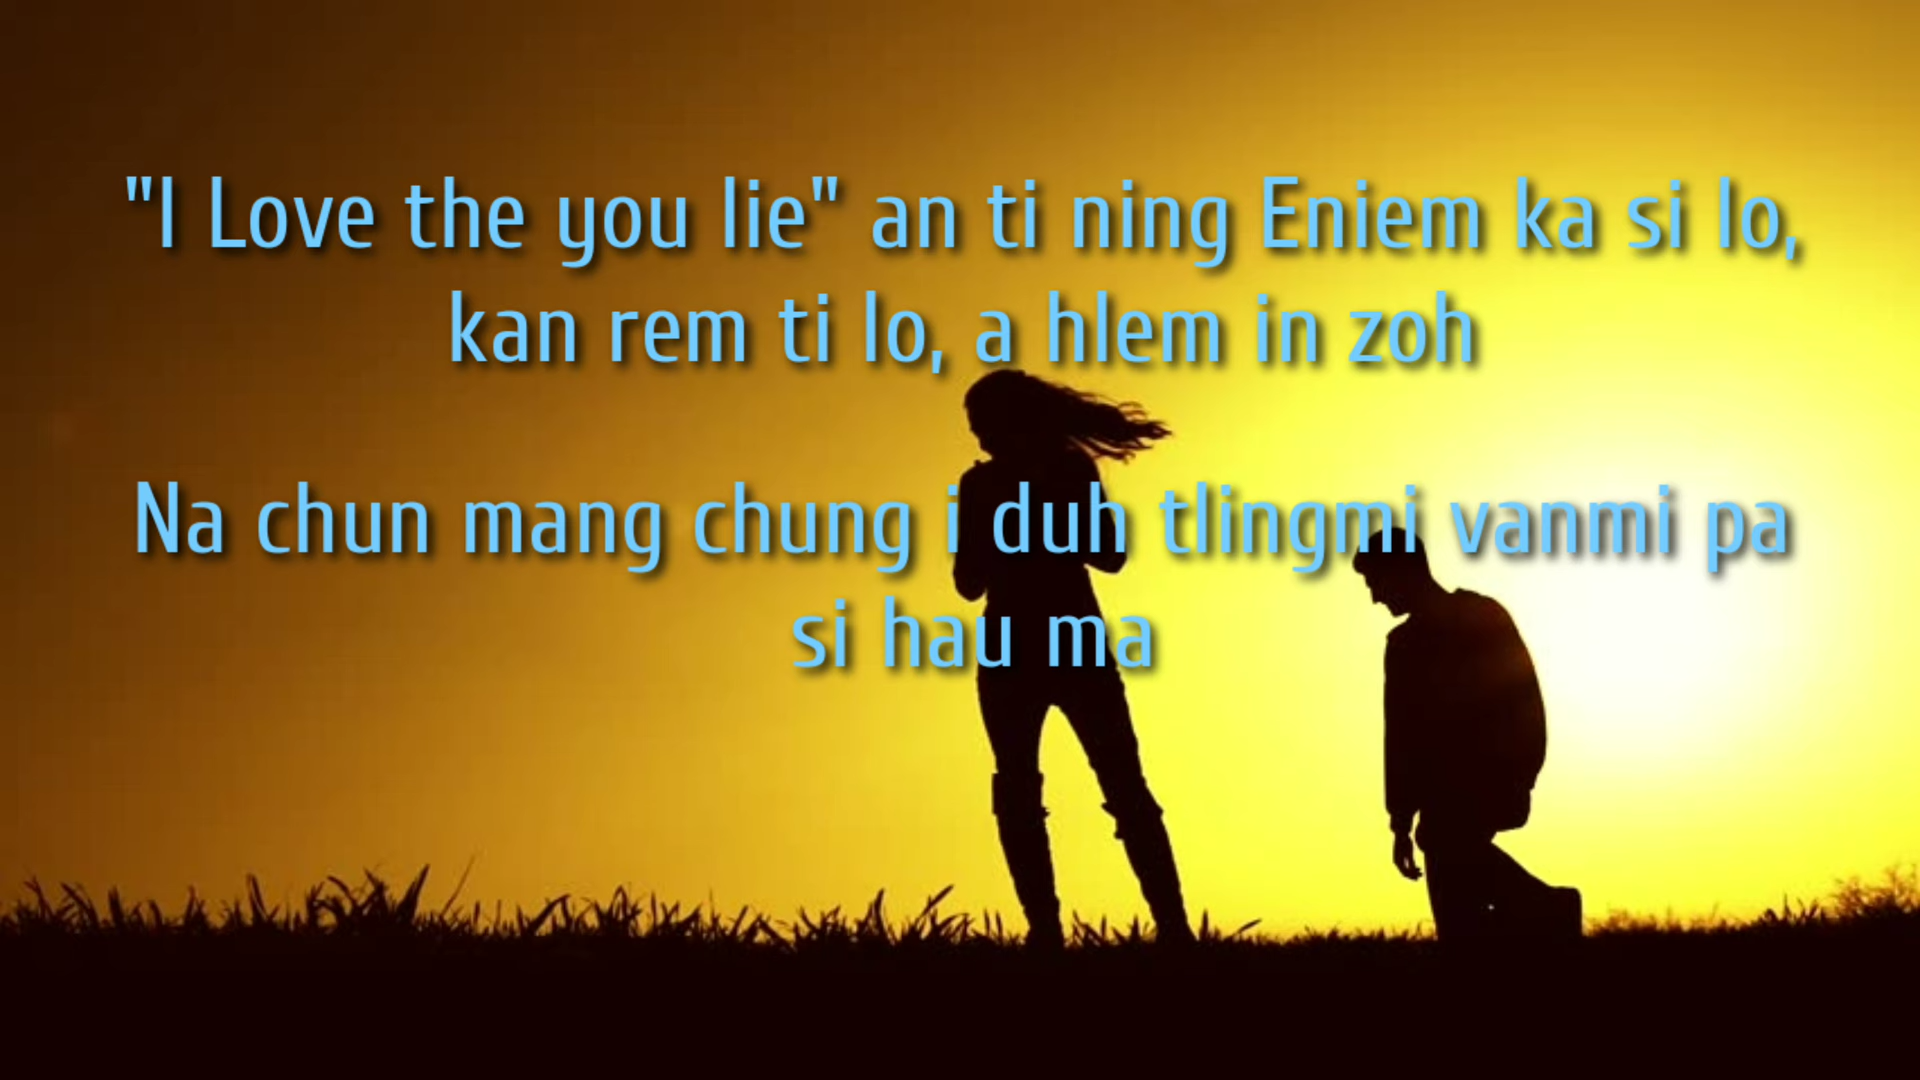 "I Love the you lie" an ti ning Eniem ka si lo,
kan rem ti lo, a hlem in zoh
Na chun mang chung i duh tlingmi vanmi pa
si hau ma